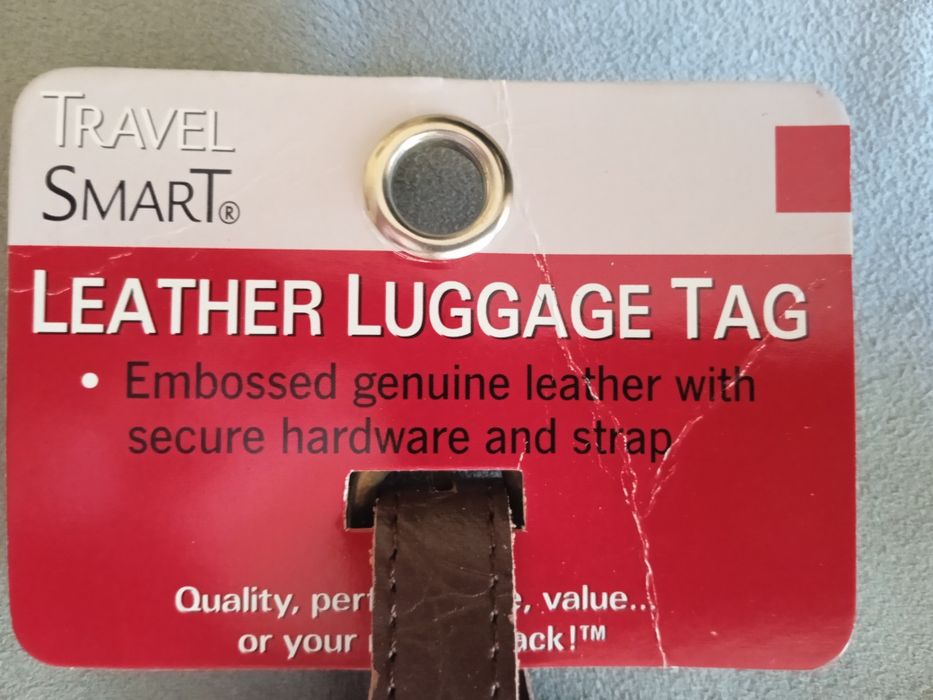 TRAVEL
SMART®
LEATHER LUGGAGE TAG
• Embossed genuine leather with
secure hardware and strap
Quality, value...
or your